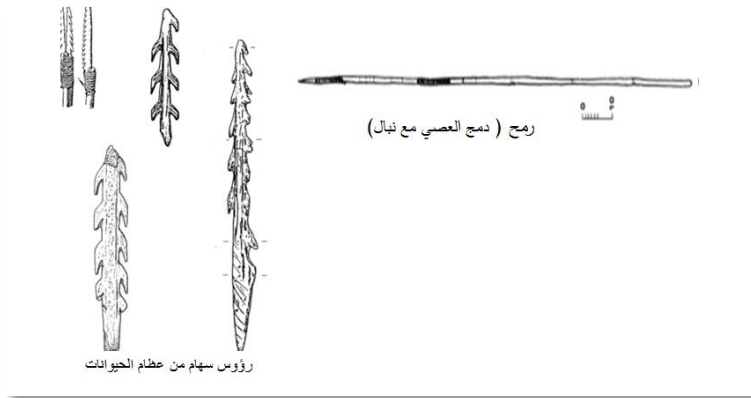 رمح ( دمج العصي مع نبال)
رؤوس سهام من عظام الحيوانات